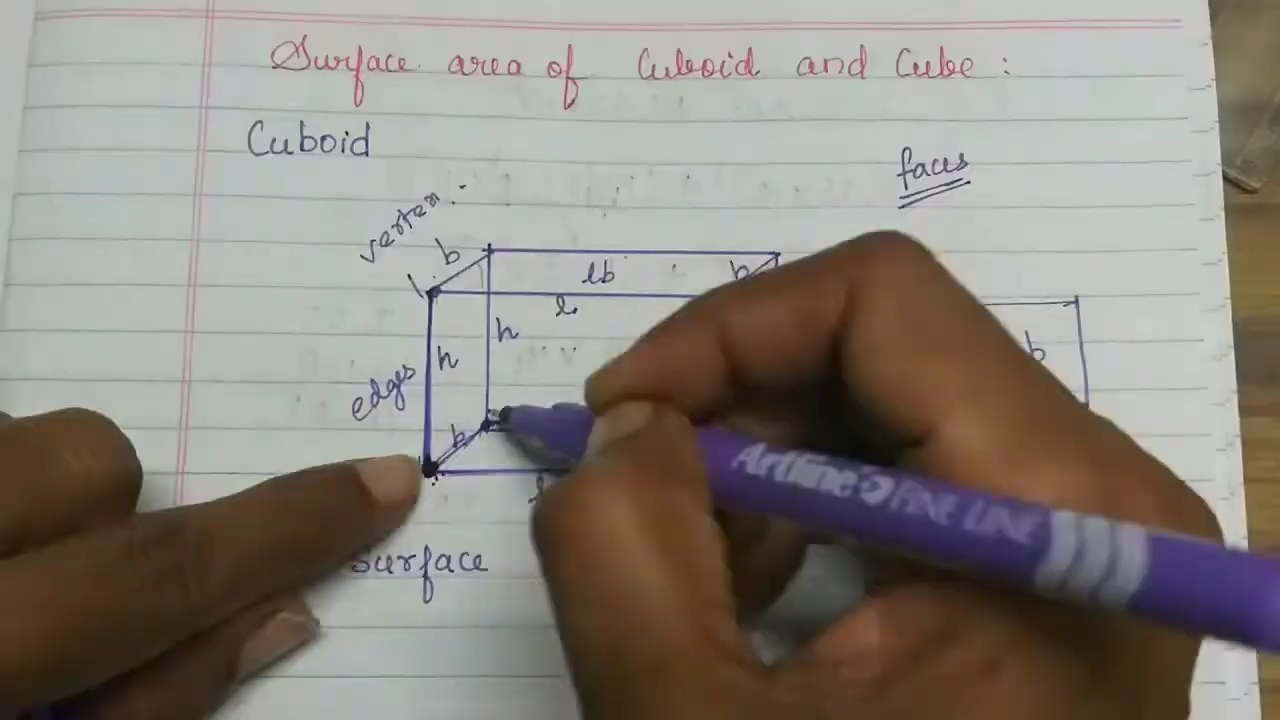 Surface area of Cuboid and Cube :
Cuboid
faces
vertex :
b
lb
b
l
h
h
b
edges
b
l
Artline FINE LINE
Surface